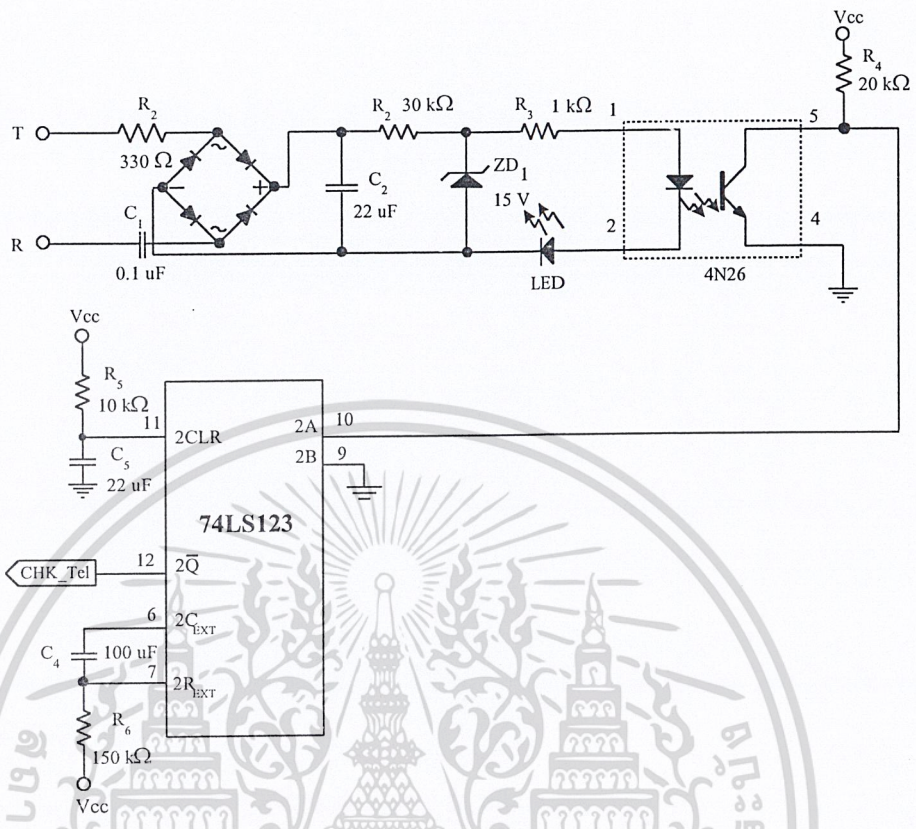 Vcc
R4
20 kΩ
T
R2
330 Ω
R2 30 kΩ
R3 1 kΩ
1
5
~
−
+
~
C1
R
0.1 uF
C2
22 uF
ZD1
15 V
LED
2
4
4N26
Vcc
R5
10 kΩ
11
2CLR
2A
10
C5
22 uF
2B
9
74LS123
CHK_Tel
12
2Q̅
6
2CEXT
C4
100 uF
7
2REXT
R6
150 kΩ
Vcc